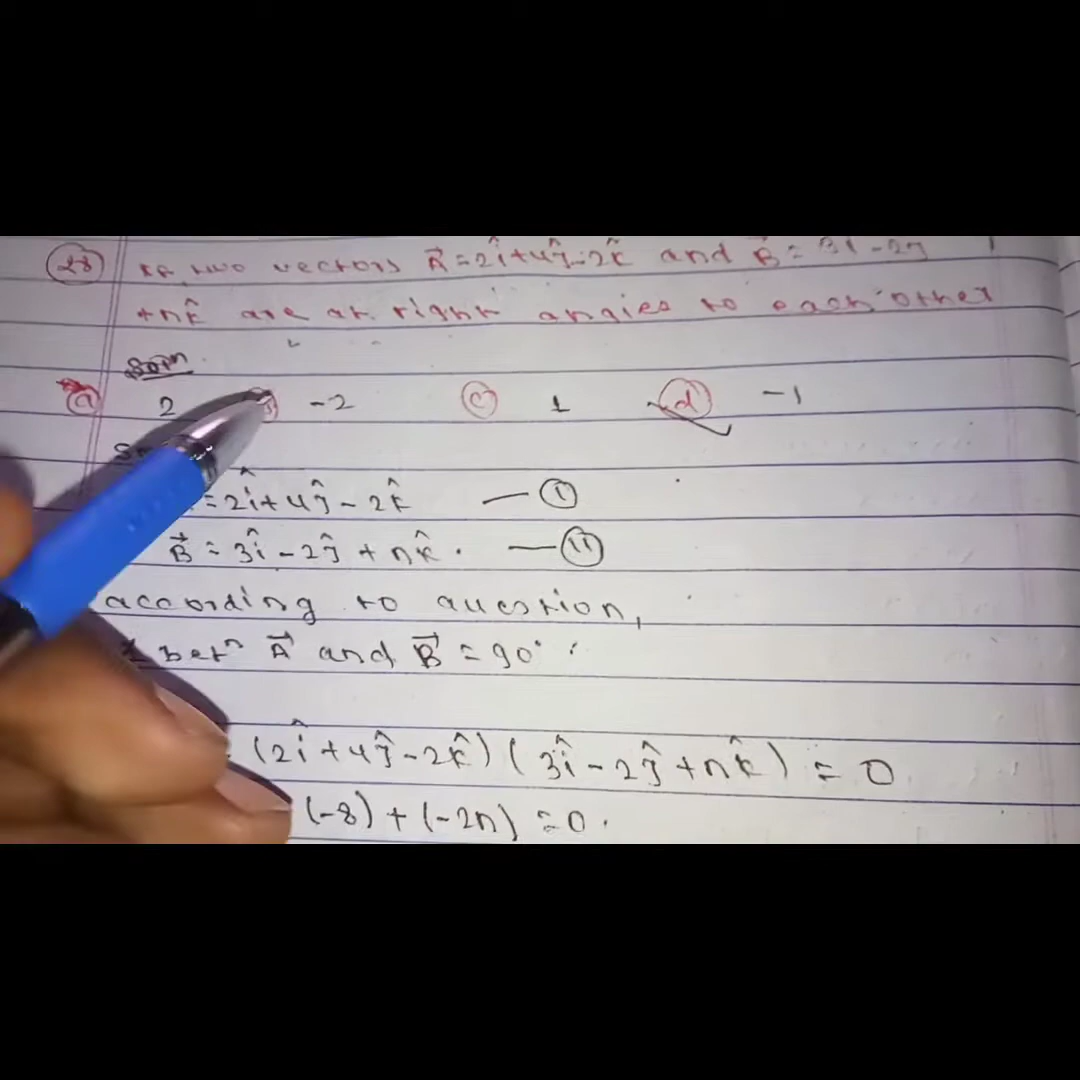 (28) If two vectors A⃗ = 2î+4ĵ-2k̂ and B⃗ = 3i - 2j
+nk̂ are at right angles to each other
Soln.
(a) 2 -2 (c) 1 (d) -1
= 2î + 4ĵ - 2k̂ — (I)
B⃗ = 3î - 2ĵ + nk̂. — (II)
according to question,
betn A⃗ and B⃗ = 90°.
(2î + 4ĵ - 2k̂) (3î - 2ĵ + nk̂) = 0
(-8) + (-2n) = 0.